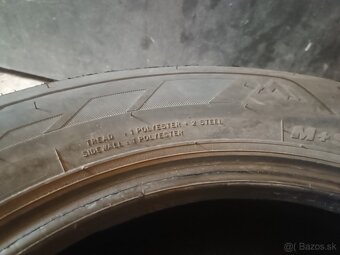 TREAD : 1 POLYESTER + 2 STEEL
SIDEWALL : 1 POLYESTER
M+
Bazos.sk